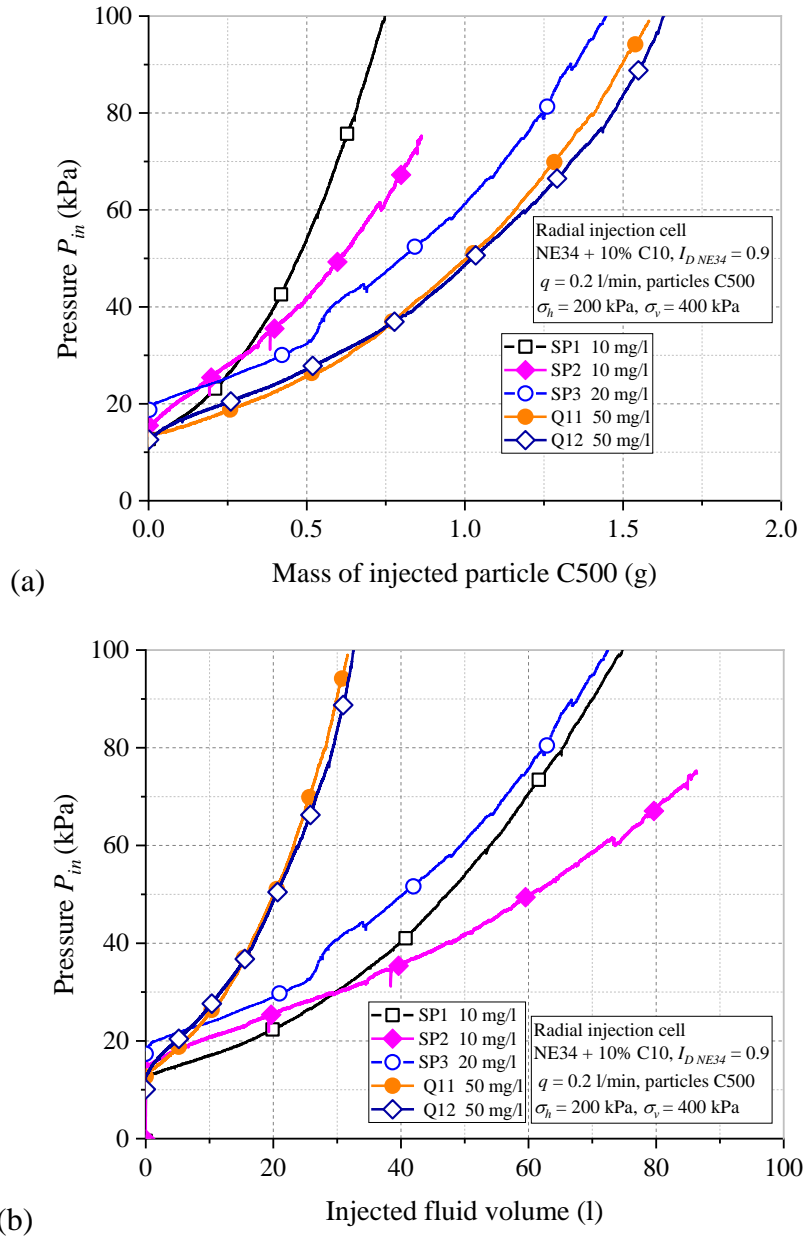 100
80
60
40
20
0
Pressure P_in (kPa)
Radial injection cell
NE34 + 10% C10, I_D NE34 = 0.9
q = 0.2 l/min, particles C500
σ_h = 200 kPa, σ_v = 400 kPa
SP1 10 mg/l
SP2 10 mg/l
SP3 20 mg/l
Q11 50 mg/l
Q12 50 mg/l
0.0 0.5 1.0 1.5 2.0
(a)
Mass of injected particle C500 (g)
100
80
60
40
20
0
Pressure P_in (kPa)
SP1 10 mg/l
SP2 10 mg/l
SP3 20 mg/l
Q11 50 mg/l
Q12 50 mg/l
Radial injection cell
NE34 + 10% C10, I_D NE34 = 0.9
q = 0.2 l/min, particles C500
σ_h = 200 kPa, σ_v = 400 kPa
0 20 40 60 80 100
(b)
Injected fluid volume (l)